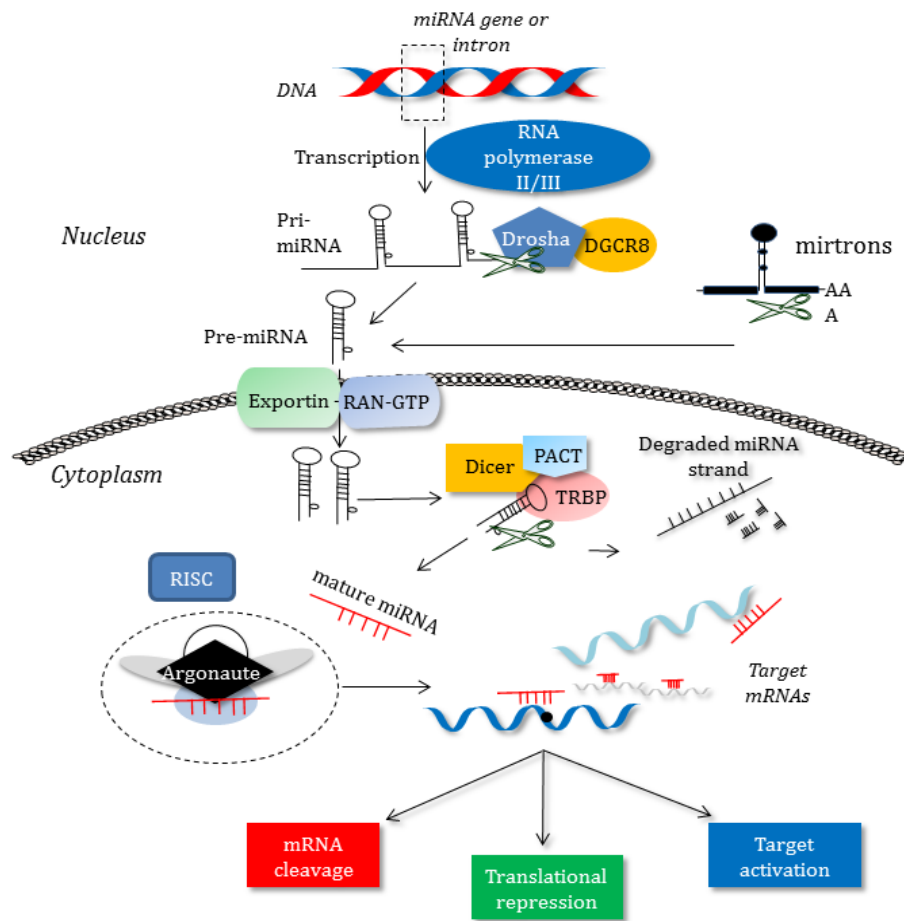 miRNA gene or
intron
DNA
Transcription
RNA
polymerase
II/III
Nucleus
Pri-
miRNA
Drosha
DGCR8
mirtrons
AA
A
Pre-miRNA
Exportin
RAN-GTP
Cytoplasm
Dicer
PACT
TRBP
Degraded miRNA
strand
RISC
mature miRNA
Argonaute
Target
mRNAs
mRNA
cleavage
Translational
repression
Target
activation